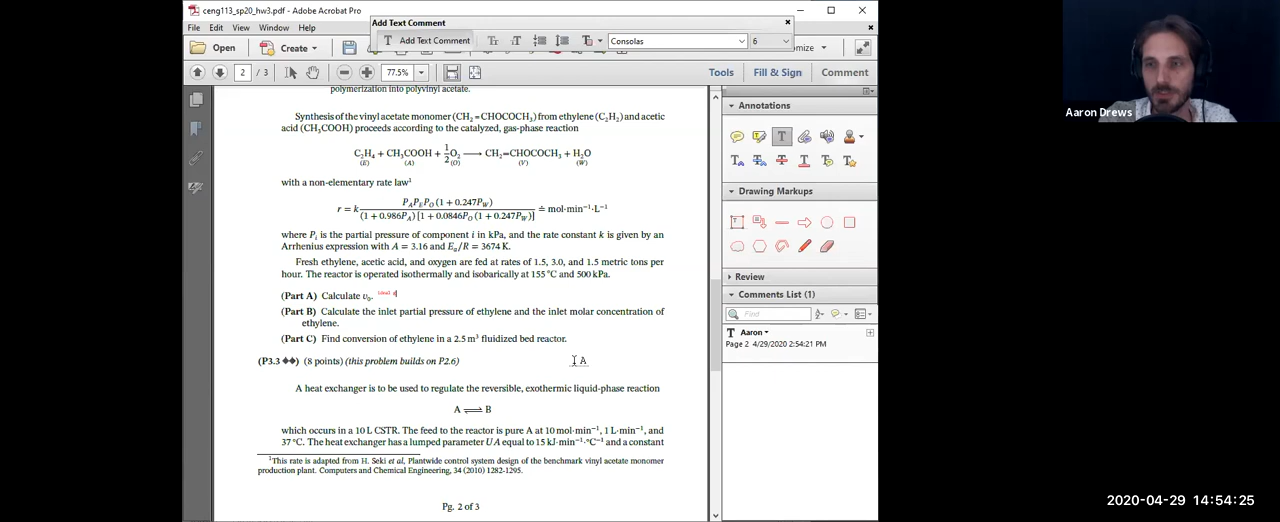 ceng113_sp20_hw3.pdf - Adobe Acrobat Pro
Add Text Comment
File Edit View Window Help
Open Create
T Add Text Comment Consolas 6
2 / 3 77.5% Tools Fill & Sign Comment
polymerization into polyvinyl acetate.
Synthesis of the vinyl acetate monomer (CH2=CHOCOCH3) from ethylene (C2H2) and acetic
acid (CH3COOH) proceeds according to the catalyzed, gas-phase reaction
C2H4 + CH3COOH + 1/2 O2 ⟶ CH2=CHOCOCH3 + H2O
(E) (A) (O) (V) (W)
with a non-elementary rate law1
r = k PAPEPO (1 + 0.247PW) / (1 + 0.986PA) [1 + 0.0846PO (1 + 0.247PW)] ≐ mol·min−1·L−1
where Pi is the partial pressure of component i in kPa, and the rate constant k is given by an
Arrhenius expression with A = 3.16 and Ea/R = 3674 K.
Fresh ethylene, acetic acid, and oxygen are fed at rates of 1.5, 3.0, and 1.5 metric tons per
hour. The reactor is operated isothermally and isobarically at 155 °C and 500 kPa.
(Part A) Calculate υ0.
(Part B) Calculate the inlet partial pressure of ethylene and the inlet molar concentration of
ethylene.
(Part C) Find conversion of ethylene in a 2.5 m3 fluidized bed reactor.
(P3.3 ◆◆) (8 points) (this problem builds on P2.6)
A
A heat exchanger is to be used to regulate the reversible, exothermic liquid-phase reaction
A ⇌ B
which occurs in a 10 L CSTR. The feed to the reactor is pure A at 10 mol·min−1, 1 L·min−1, and
37 °C. The heat exchanger has a lumped parameter UA equal to 15 kJ·min−1·°C−1 and a constant
1This rate is adapted from H. Seki et al, Plantwide control system design of the benchmark vinyl acetate monomer
production plant. Computers and Chemical Engineering, 34 (2010) 1282-1295.
Pg. 2 of 3
Annotations
Drawing Markups
Review
Comments List (1)
Find
T Aaron
Page 2 4/29/2020 2:54:21 PM
Aaron Drews
2020-04-29 14:54:25